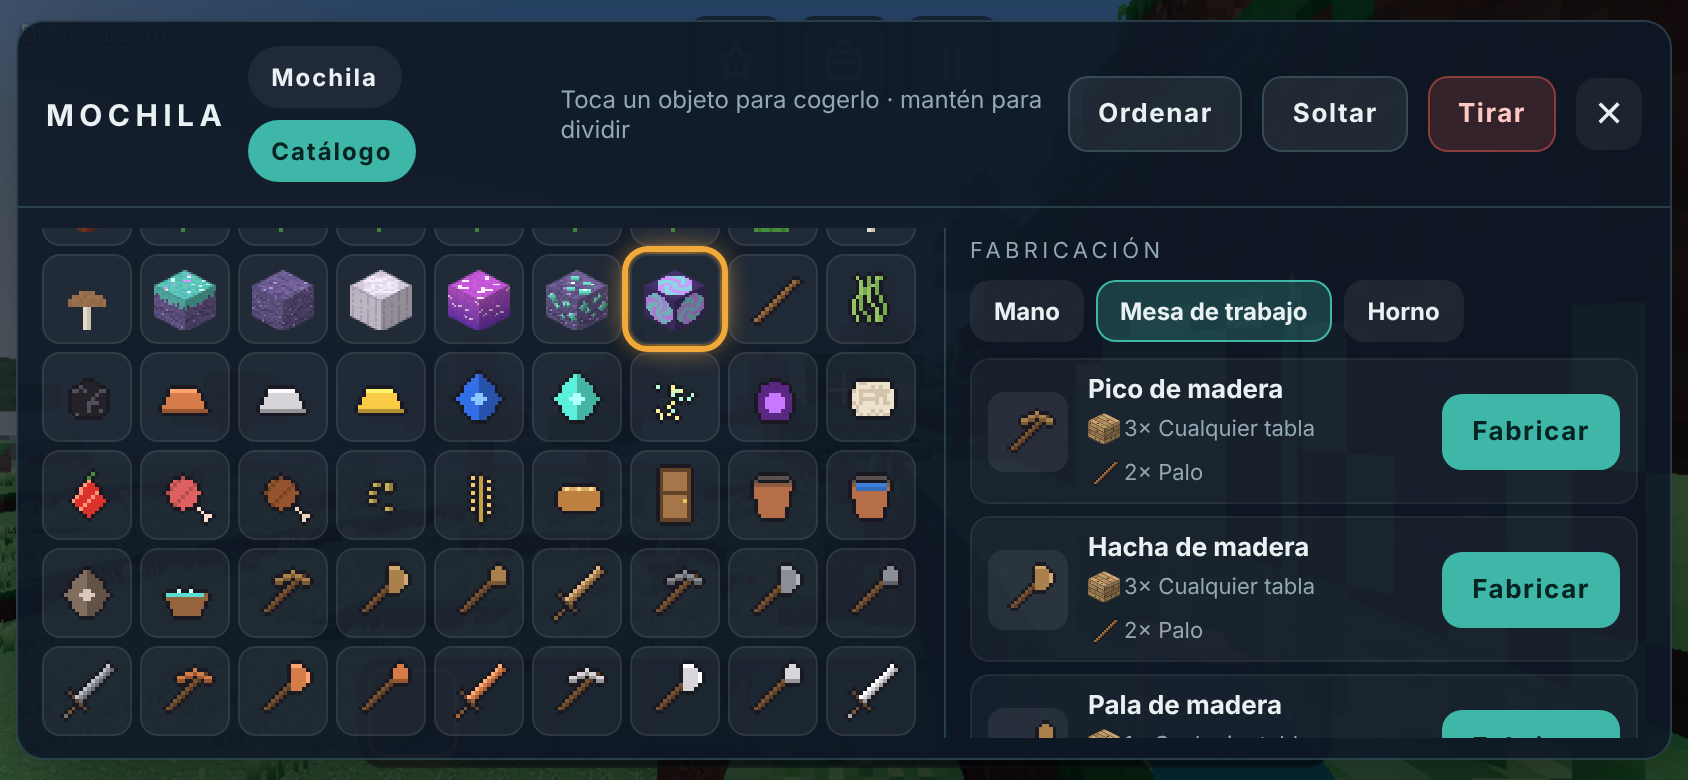 MOCHILA
Mochila
Catálogo
Toca un objeto para cogerlo · mantén para
dividir
Ordenar
Soltar
Tirar
FABRICACIÓN
Mano
Mesa de trabajo
Horno
Pico de madera
3× Cualquier tabla
2× Palo
Fabricar
Hacha de madera
3× Cualquier tabla
2× Palo
Fabricar
Pala de madera